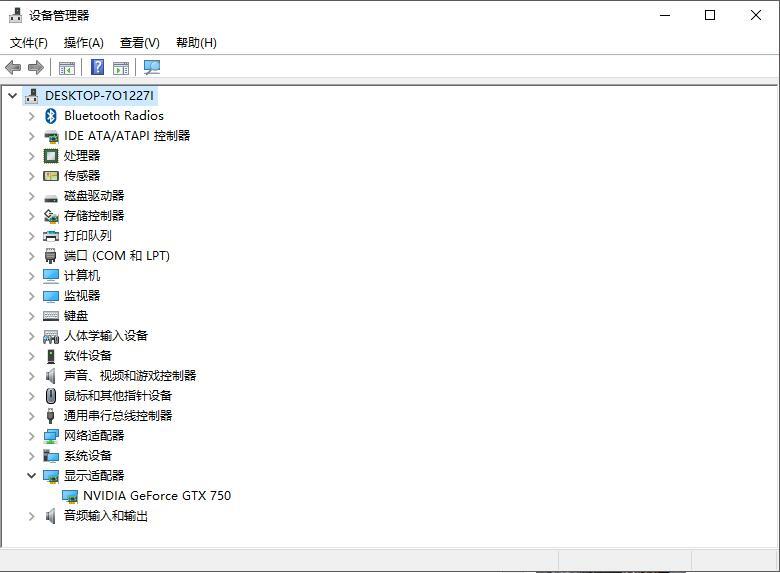 设备管理器
文件(F) 操作(A) 查看(V) 帮助(H)
DESKTOP-7O1227I
Bluetooth Radios
IDE ATA/ATAPI 控制器
处理器
传感器
磁盘驱动器
存储控制器
打印队列
端口 (COM 和 LPT)
计算机
监视器
键盘
人体学输入设备
软件设备
声音、视频和游戏控制器
鼠标和其他指针设备
通用串行总线控制器
网络适配器
系统设备
显示适配器
NVIDIA GeForce GTX 750
音频输入和输出